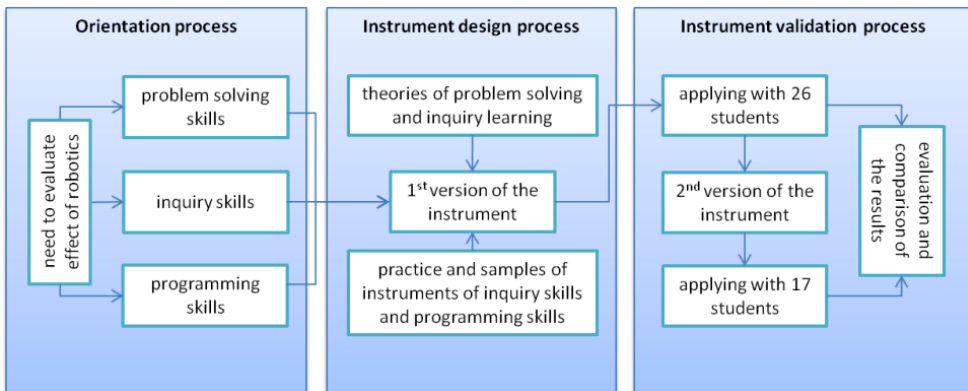 Orientation process
need to evaluate
effect of robotics
problem solving
skills
inquiry skills
programming
skills
Instrument design process
theories of problem solving
and inquiry learning
1st version of the
instrument
practice and samples of
instruments of inquiry skills
and programming skills
Instrument validation process
applying with 26
students
2nd version of the
instrument
applying with 17
students
evaluation and
comparison of
the results